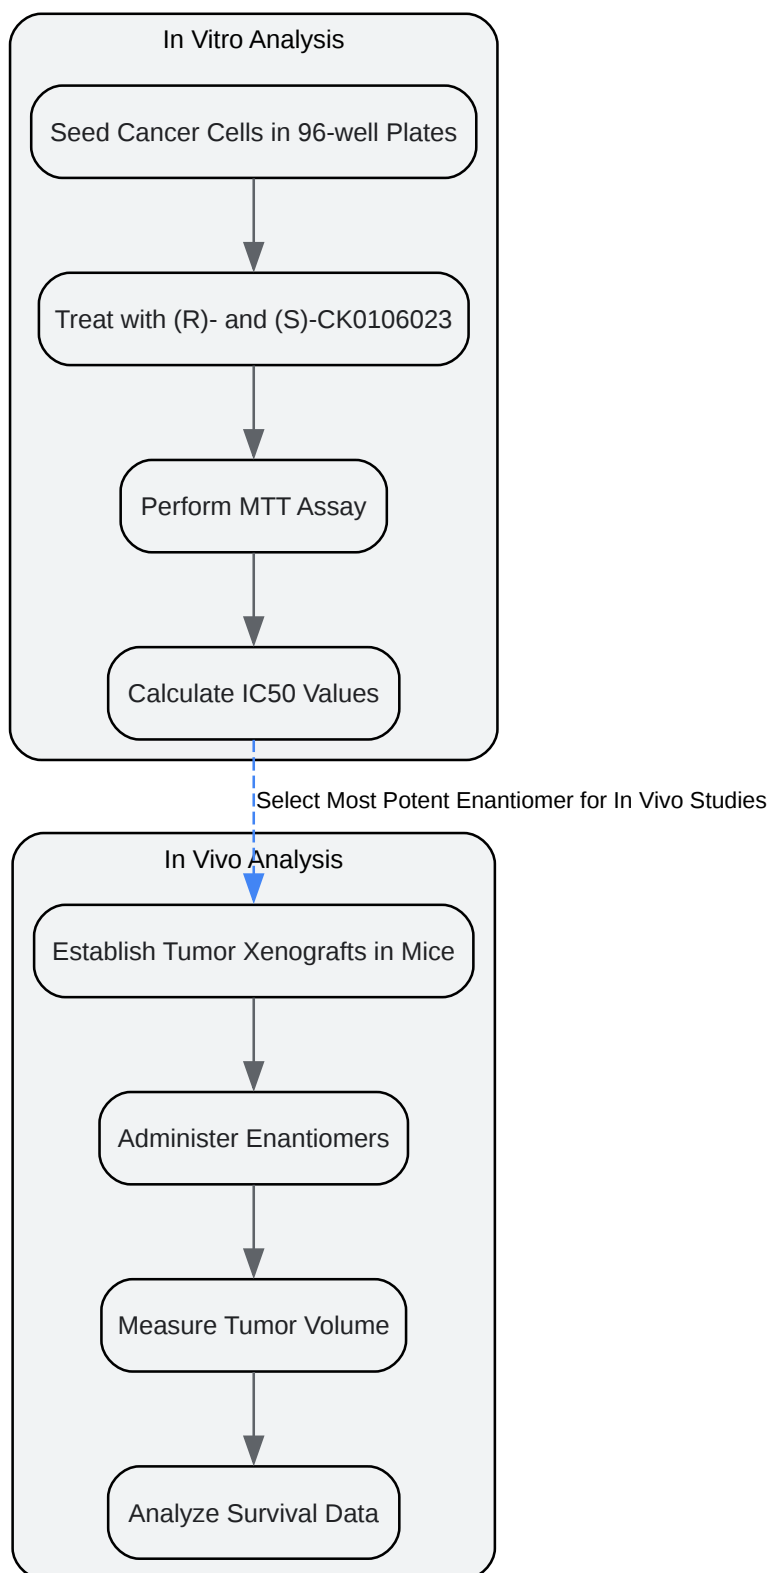 In Vitro Analysis
Seed Cancer Cells in 96-well Plates
Treat with (R)- and (S)-CK0106023
Perform MTT Assay
Calculate IC50 Values
Select Most Potent Enantiomer for In Vivo Studies
In Vivo Analysis
Establish Tumor Xenografts in Mice
Administer Enantiomers
Measure Tumor Volume
Analyze Survival Data